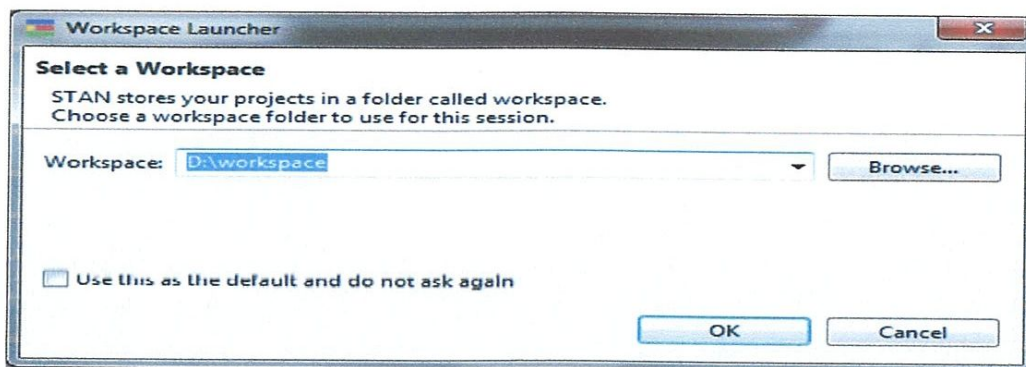 Workspace Launcher
Select a Workspace
STAN stores your projects in a folder called workspace.
Choose a workspace folder to use for this session.
Workspace: D:\workspace Browse...
Use this as the default and do not ask again
OK Cancel